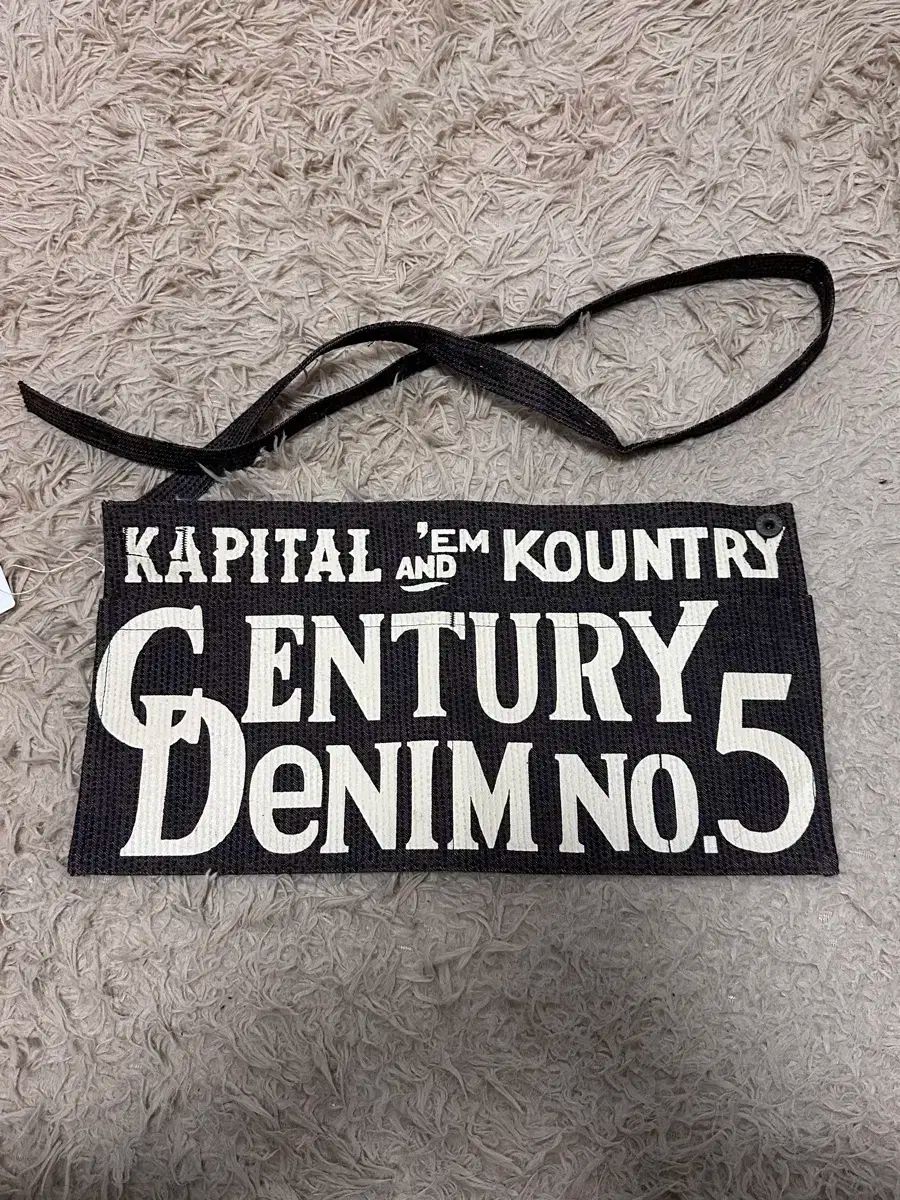 KAPITAL 'EM AND KOUNTRY
CENTURY
DeNIM NO.5